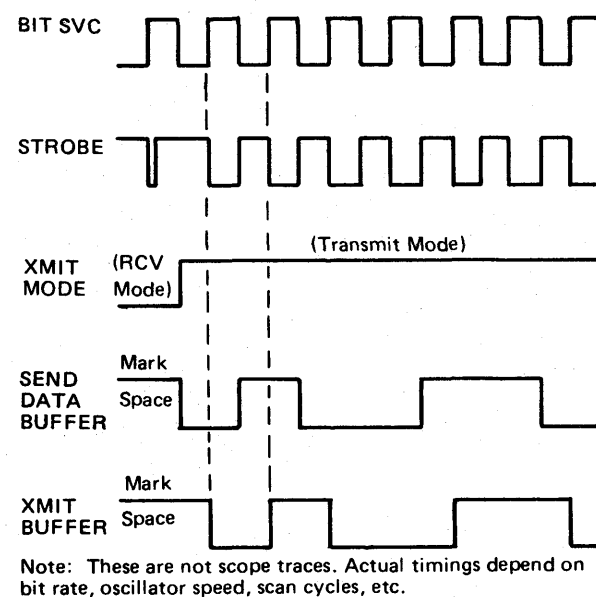 BIT SVC
STROBE
(Transmit Mode)
XMIT
MODE
(RCV
Mode)
Mark
SEND
DATA
BUFFER
Space
Mark
XMIT
BUFFER
Space
Note: These are not scope traces. Actual timings depend on
bit rate, oscillator speed, scan cycles, etc.